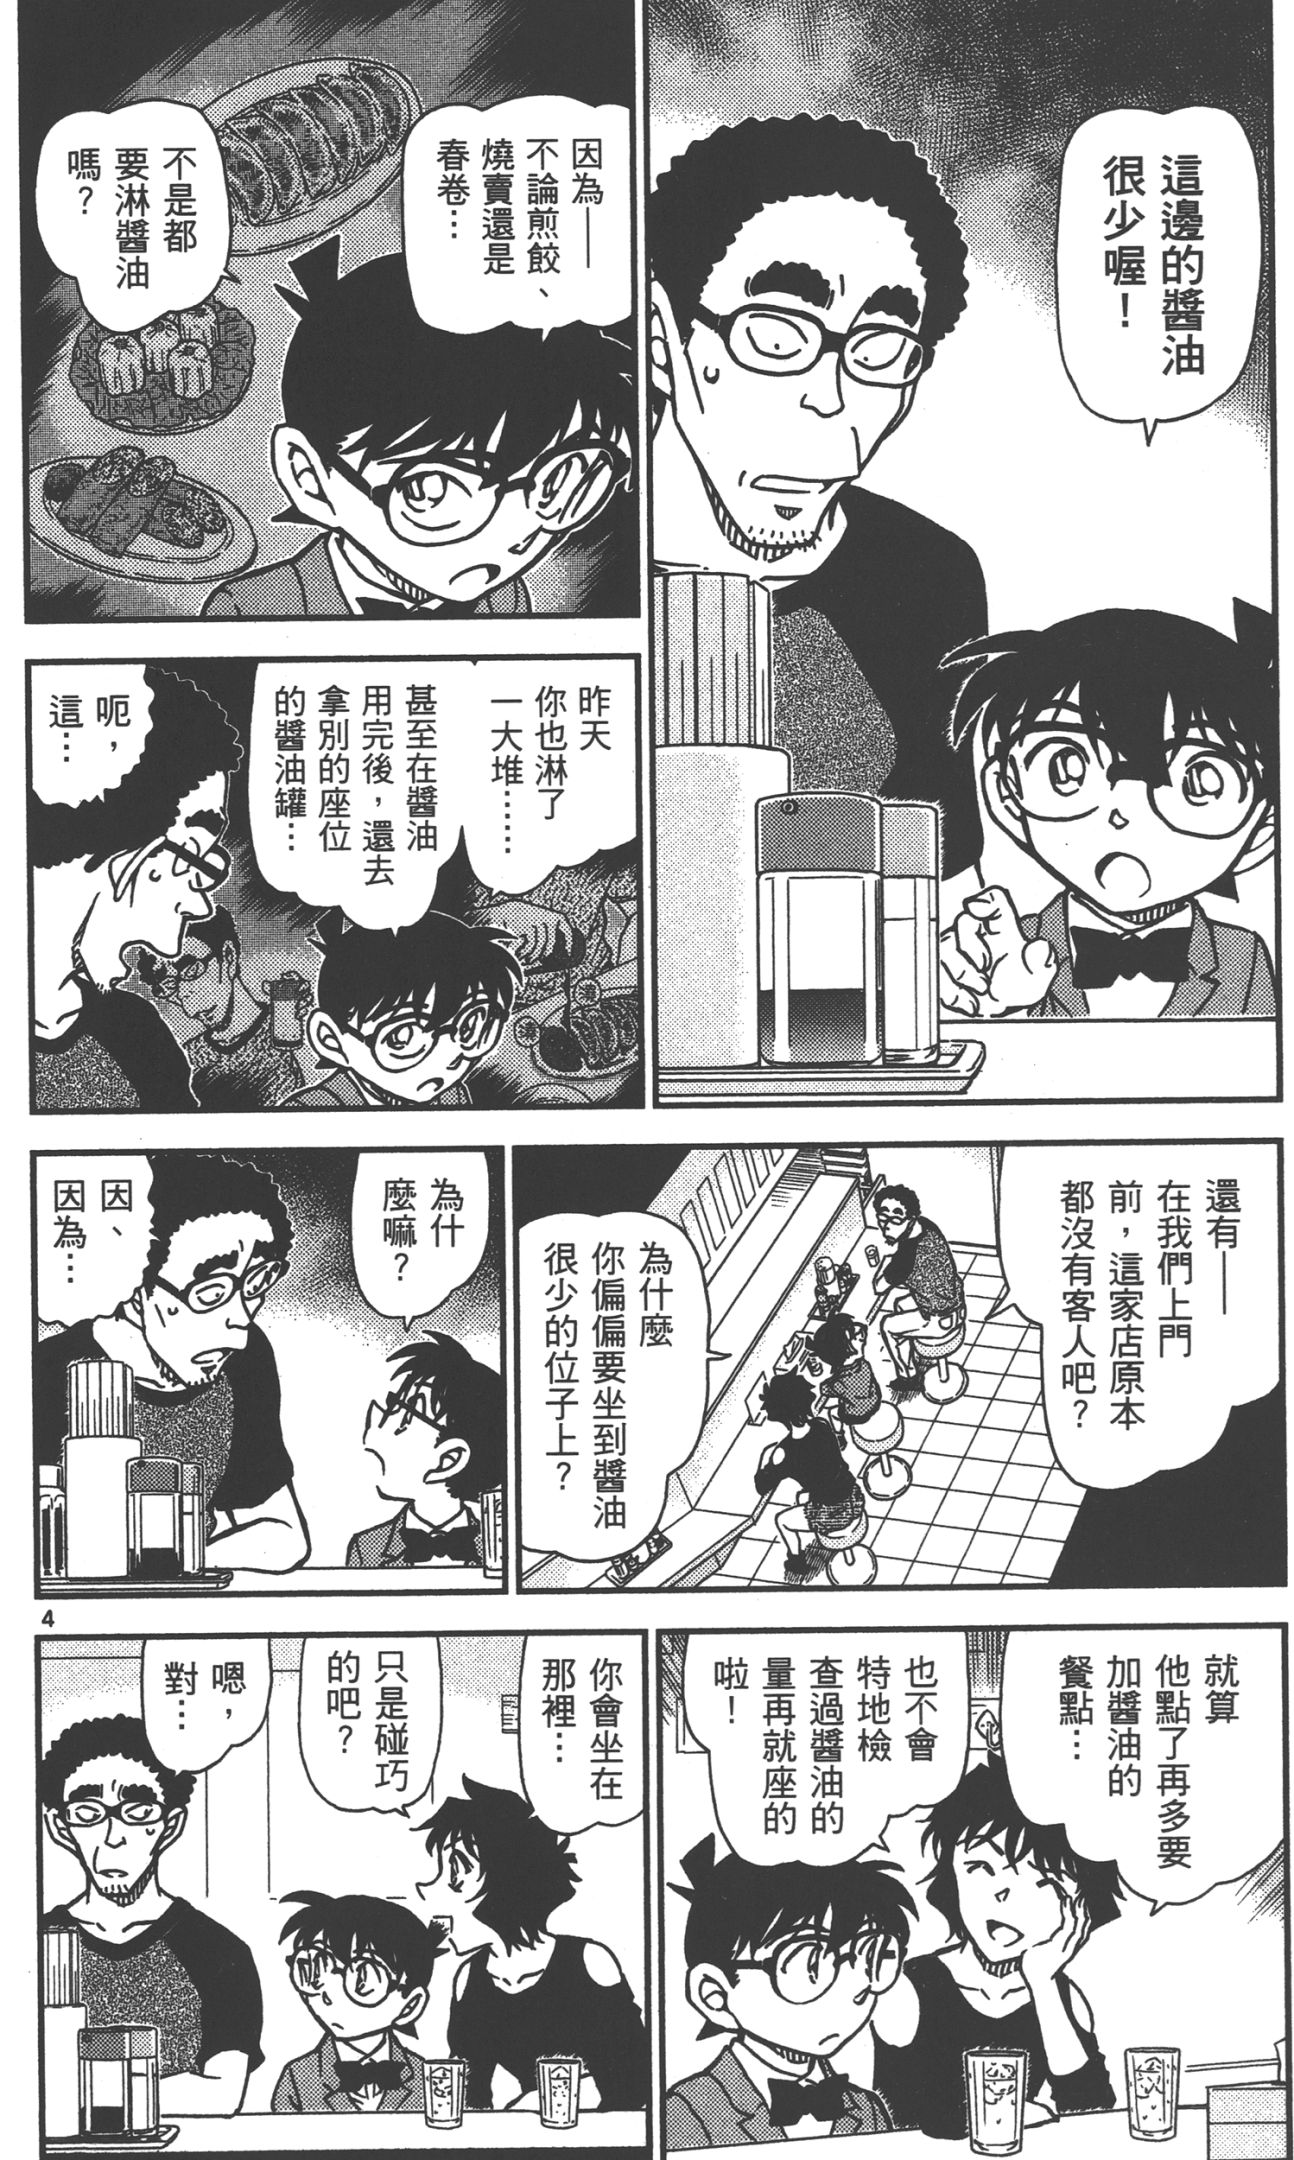 這邊的醬油
很少喔！
因為——
不論煎餃、
燒賣還是
春卷…
不是都
要淋醬油
嗎？
昨天
你也淋了
一大堆……
甚至在醬油
用完後，還去
拿別的座位
的醬油罐…
呃，
這…
還有——
在我們上門
前，這家店原本
都沒有客人吧？
為什麼
你偏偏要坐到醬油
很少的位子上？
為什
麼嘛？
因、
因為…
4
就算
他點了再多要
加醬油的
餐點…
也不會
特地檢
查過醬油的
量再就座的
啦！
你會坐在
那裡…
只是碰巧
的吧？
嗯，
對…